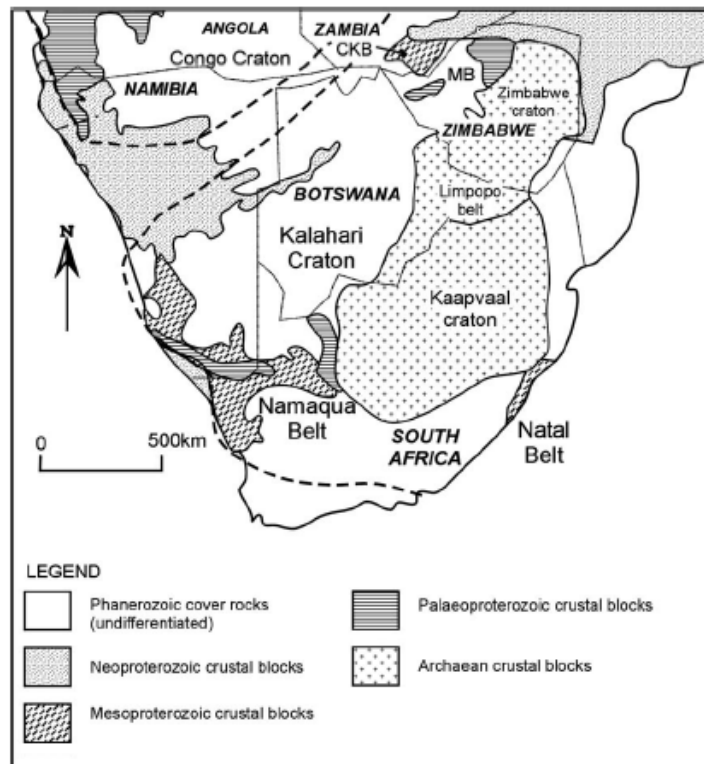 ANGOLA
ZAMBIA
Congo Craton
CKB
NAMIBIA
MB
Zimbabwe
craton
ZIMBABWE
BOTSWANA
Limpopo
belt
Kalahari
Craton
N
Kaapvaal
craton
Namaqua
Belt
0
500km
SOUTH
AFRICA
Natal
Belt
LEGEND
Phanerozoic cover rocks
(undifferentiated)
Palaeoproterozoic crustal blocks
Neoproterozoic crustal blocks
Archaean crustal blocks
Mesoproterozoic crustal blocks